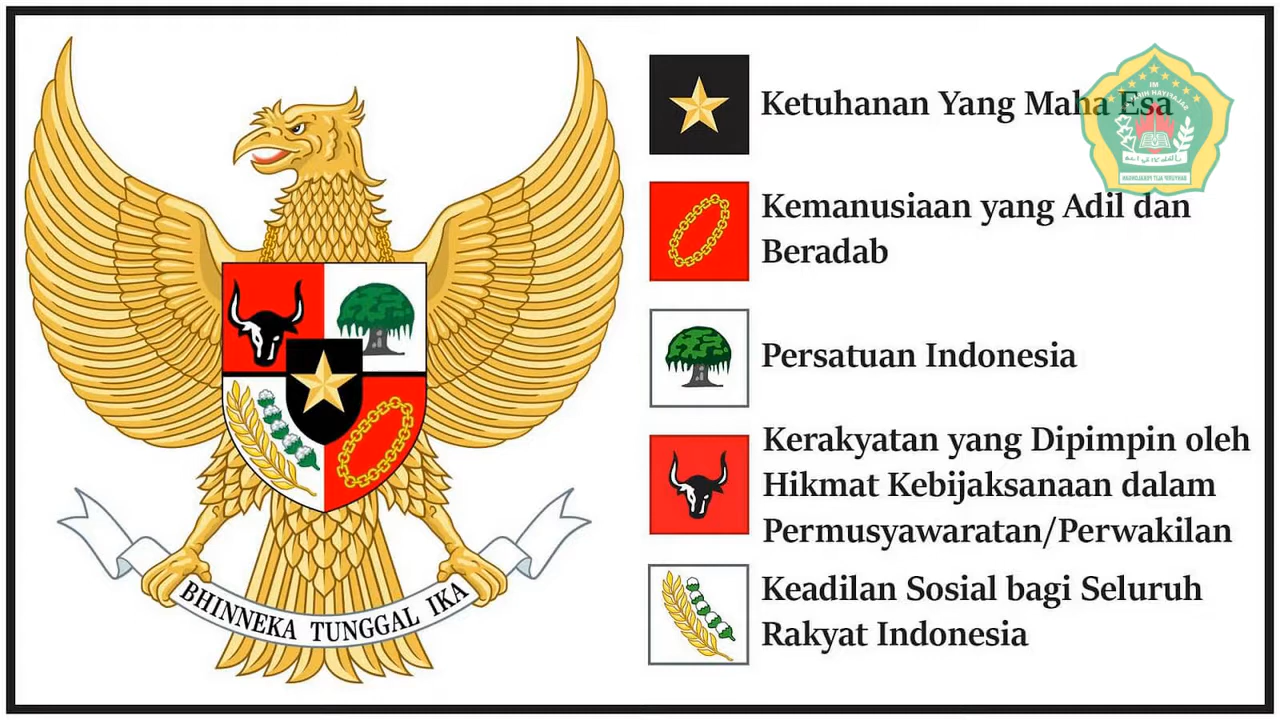 Ketuhanan Yang Maha Esa
Kemanusiaan yang Adil dan
Beradab
Persatuan Indonesia
Kerakyatan yang Dipimpin oleh
Hikmat Kebijaksanaan dalam
Permusyawaratan/Perwakilan
Keadilan Sosial bagi Seluruh
Rakyat Indonesia
BHINNEKA TUNGGAL IKA
MI